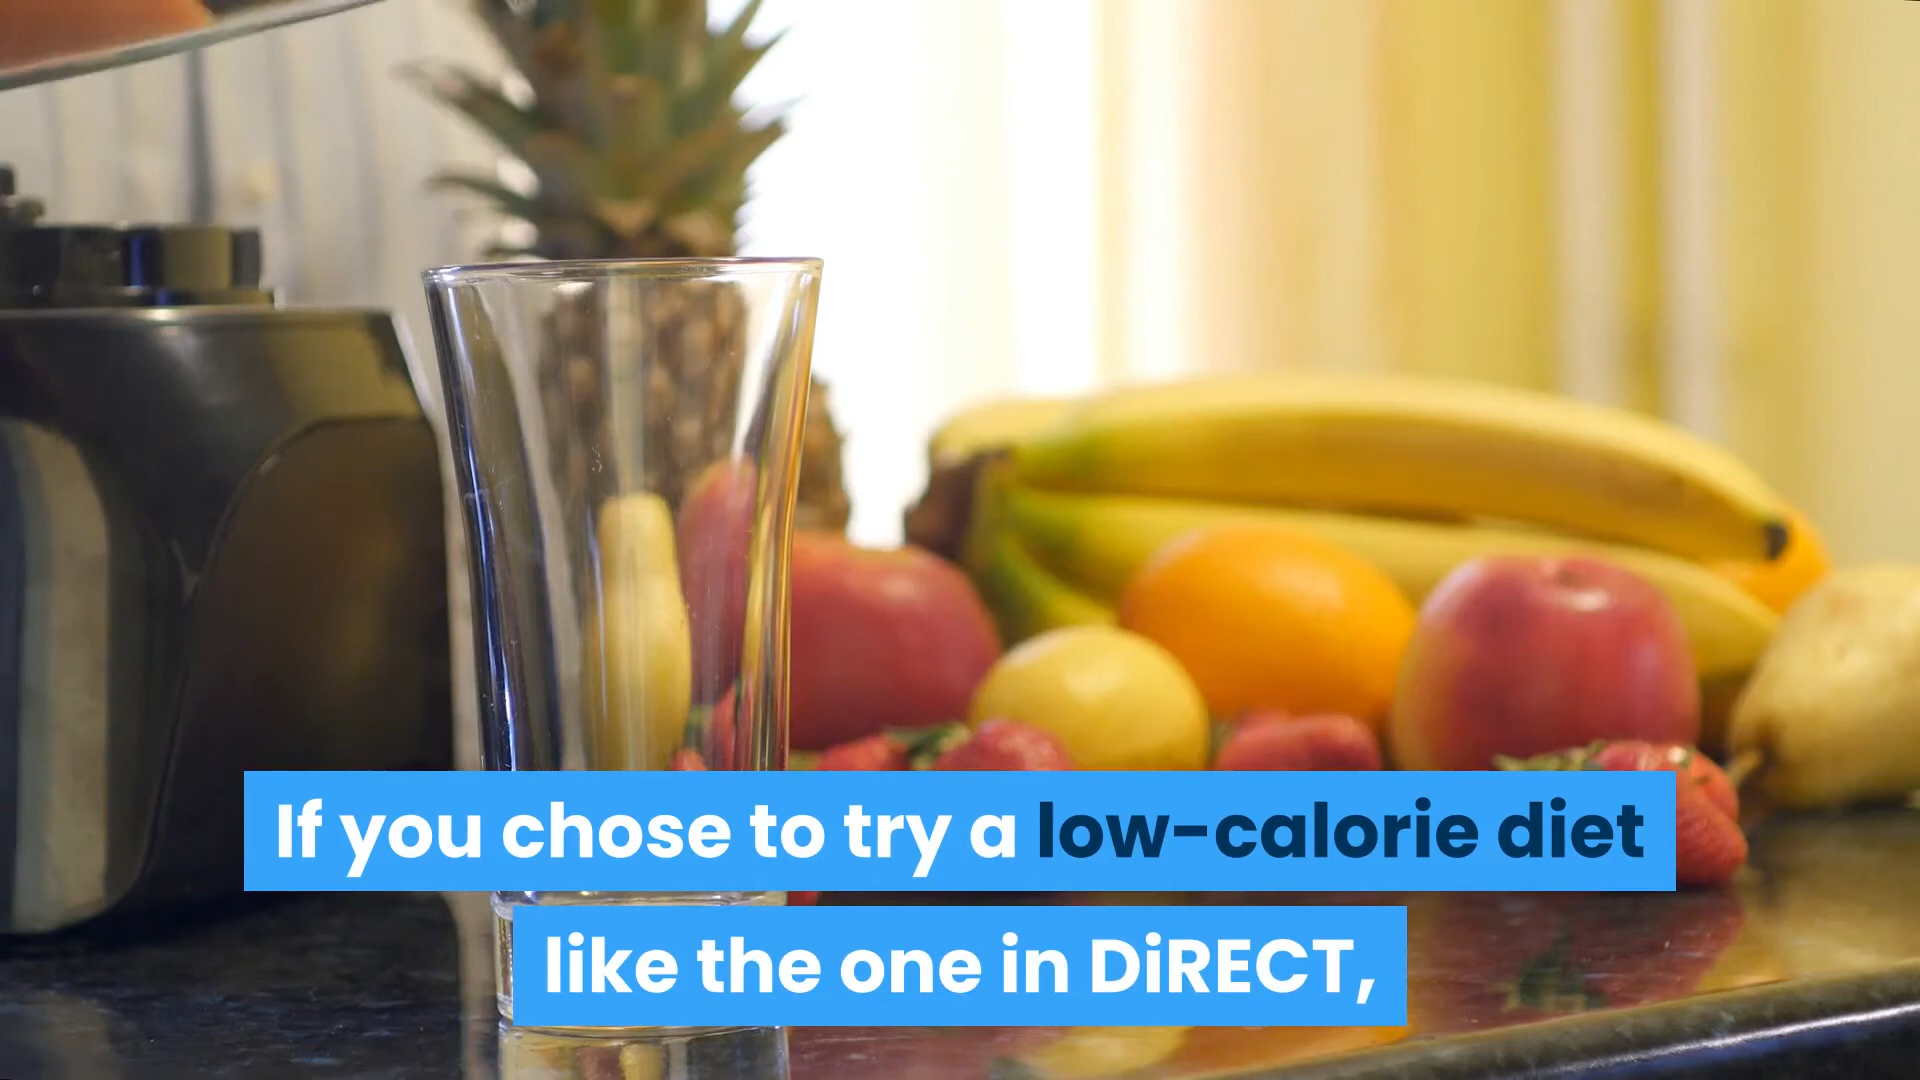 If you chose to try a low-calorie diet
like the one in DiRECT,